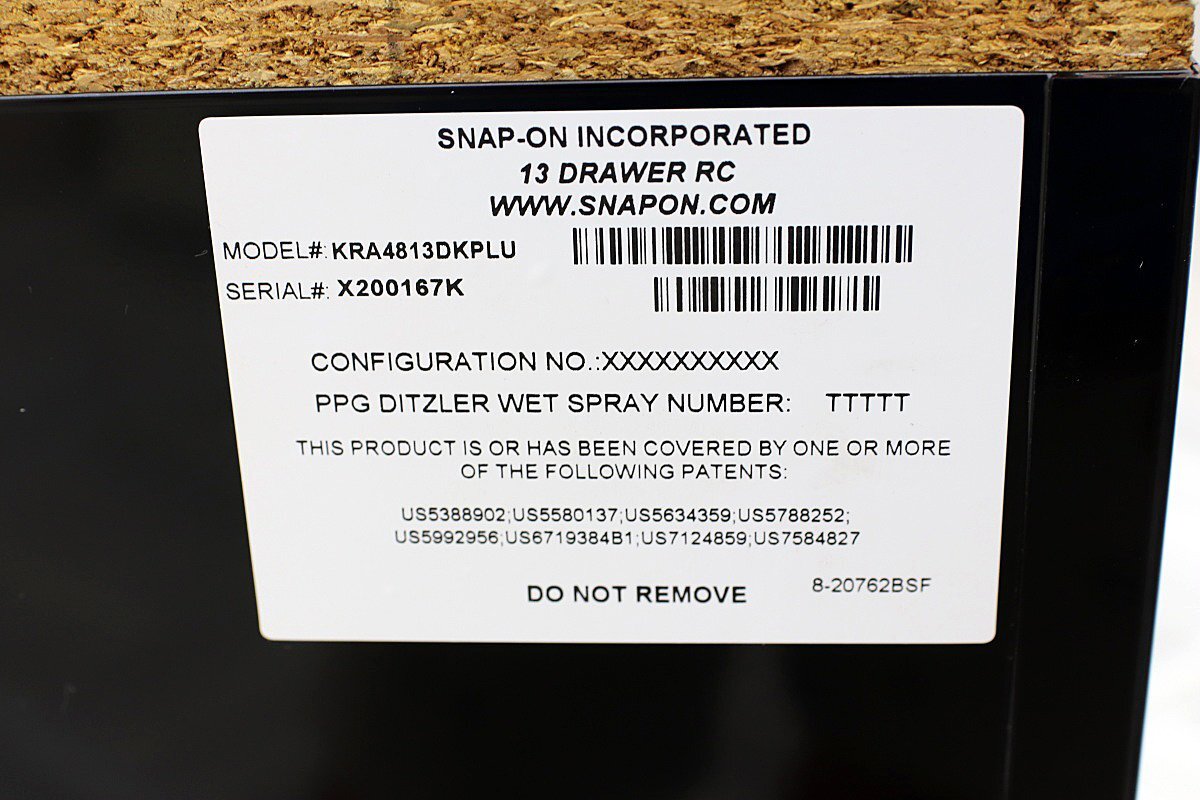 SNAP-ON INCORPORATED
13 DRAWER RC
WWW.SNAPON.COM
MODEL#: KRA4813DKPLU
SERIAL#: X200167K
CONFIGURATION NO.:XXXXXXXXXX
PPG DITZLER WET SPRAY NUMBER: TTTTT
THIS PRODUCT IS OR HAS BEEN COVERED BY ONE OR MORE
OF THE FOLLOWING PATENTS:
US5388902;US5580137;US5634359;US5788252;
US5992956;US6719384B1;US7124859;US7584827
DO NOT REMOVE 8-20762BSF